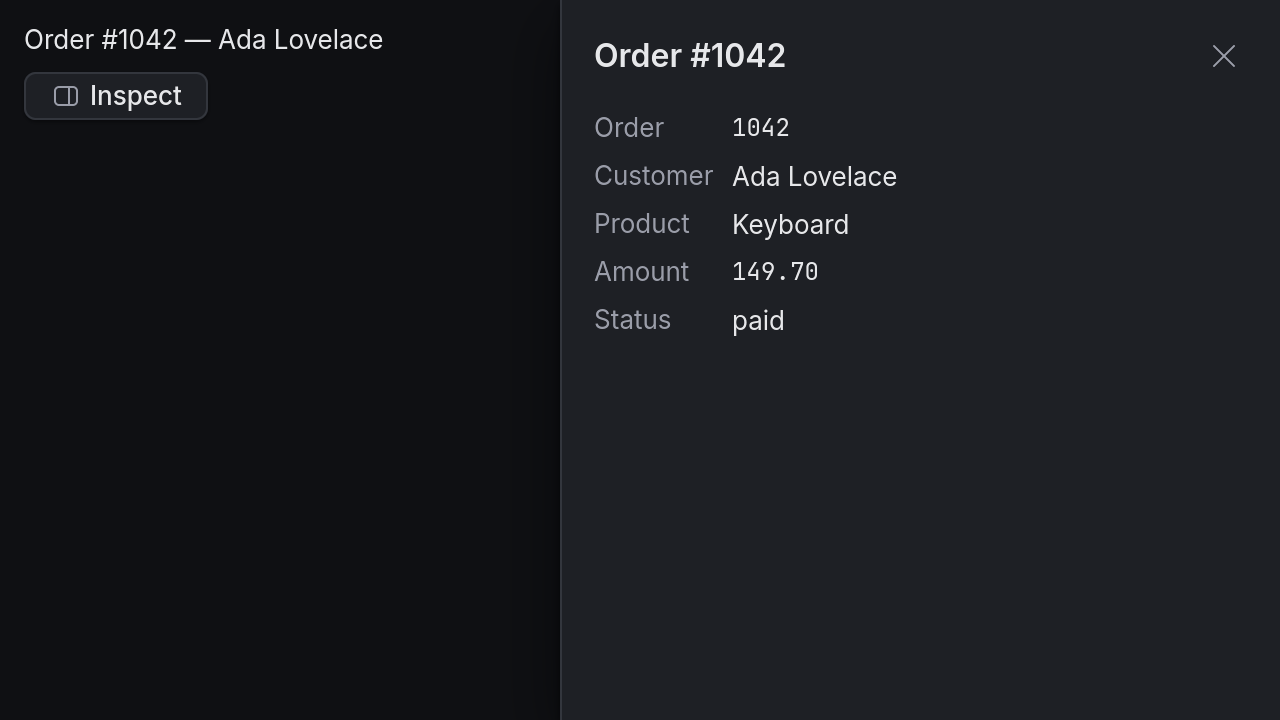 Order #1042 — Ada Lovelace
Inspect
Order #1042
Order 1042
Customer Ada Lovelace
Product Keyboard
Amount 149.70
Status paid